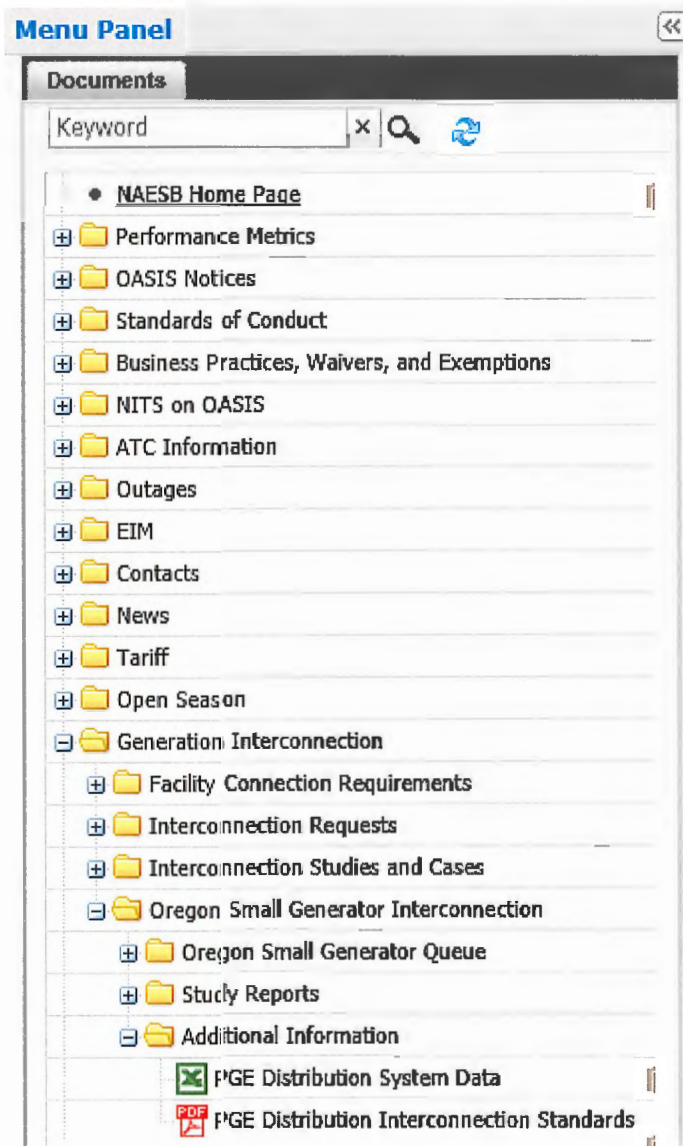 Menu Panel
Documents
Keyword
NAESB Home Page
Performance Metrics
OASIS Notices
Standards of Conduct
Business Practices, Waivers, and Exemptions
NITS on OASIS
ATC Information
Outages
EIM
Contacts
News
Tariff
Open Season
Generation Interconnection
Facility Connection Requirements
Interconnection Requests
Interconnection Studies and Cases
Oregon Small Generator Interconnection
Oregon Small Generator Queue
Study Reports
Additional Information
PGE Distribution System Data
PDF PGE Distribution Interconnection Standards